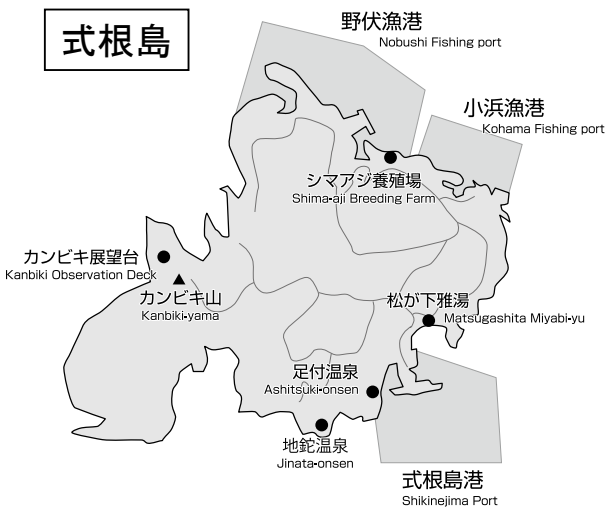 式根島
野伏漁港
Nobushi Fishing port
小浜漁港
Kohama Fishing port
シマアジ養殖場
Shima-aji Breeding Farm
カンビキ展望台
Kanbiki Observation Deck
カンビキ山
Kanbiki-yama
松が下雅湯
Matsugashita Miyabi-yu
足付温泉
Ashitsuki-onsen
地鉈温泉
Jinata-onsen
式根島港
Shikinejima Port